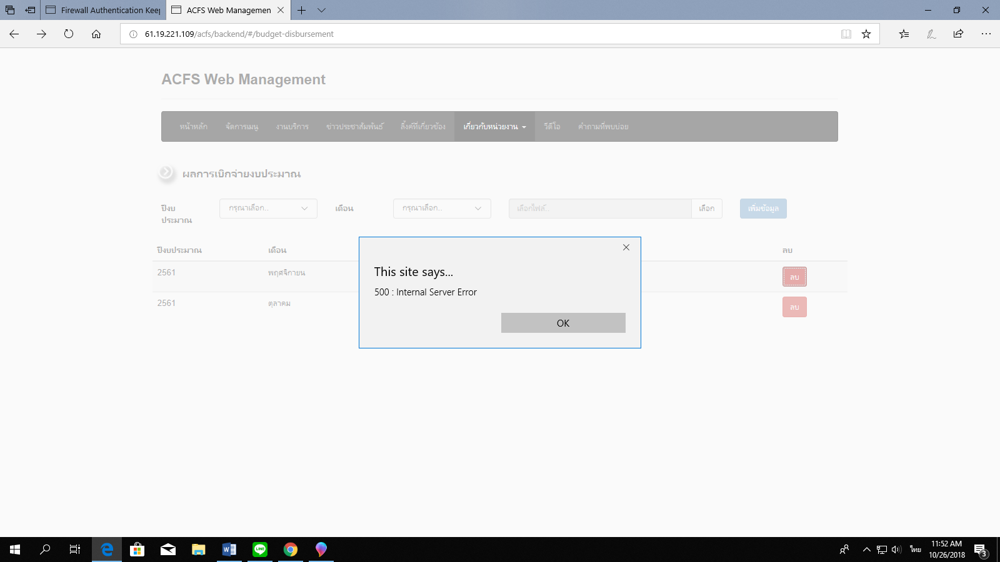 Firewall Authentication Keep
ACFS Web Managemen
61.19.221.109/acfs/backend/#/budget-disbursement
ACFS Web Management
หน้าหลัก จัดการเมนู งานบริการ ข่าวประชาสัมพันธ์ ลิ้งค์ที่เกี่ยวข้อง เกี่ยวกับหน่วยงาน วีดีโอ คำถามที่พบบ่อย
ผลการเบิกจ่ายงบประมาณ
ปีงบ
ประมาณ
กรุณาเลือก..
เดือน
กรุณาเลือก..
เลือกไฟล์..
เลือก
เพิ่มข้อมูล
ปีงบประมาณ เดือน ลบ
2561 พฤศจิกายน ลบ
2561 ตุลาคม ลบ
This site says...
500 : Internal Server Error
OK
ไทย
11:52 AM
10/26/2018
3